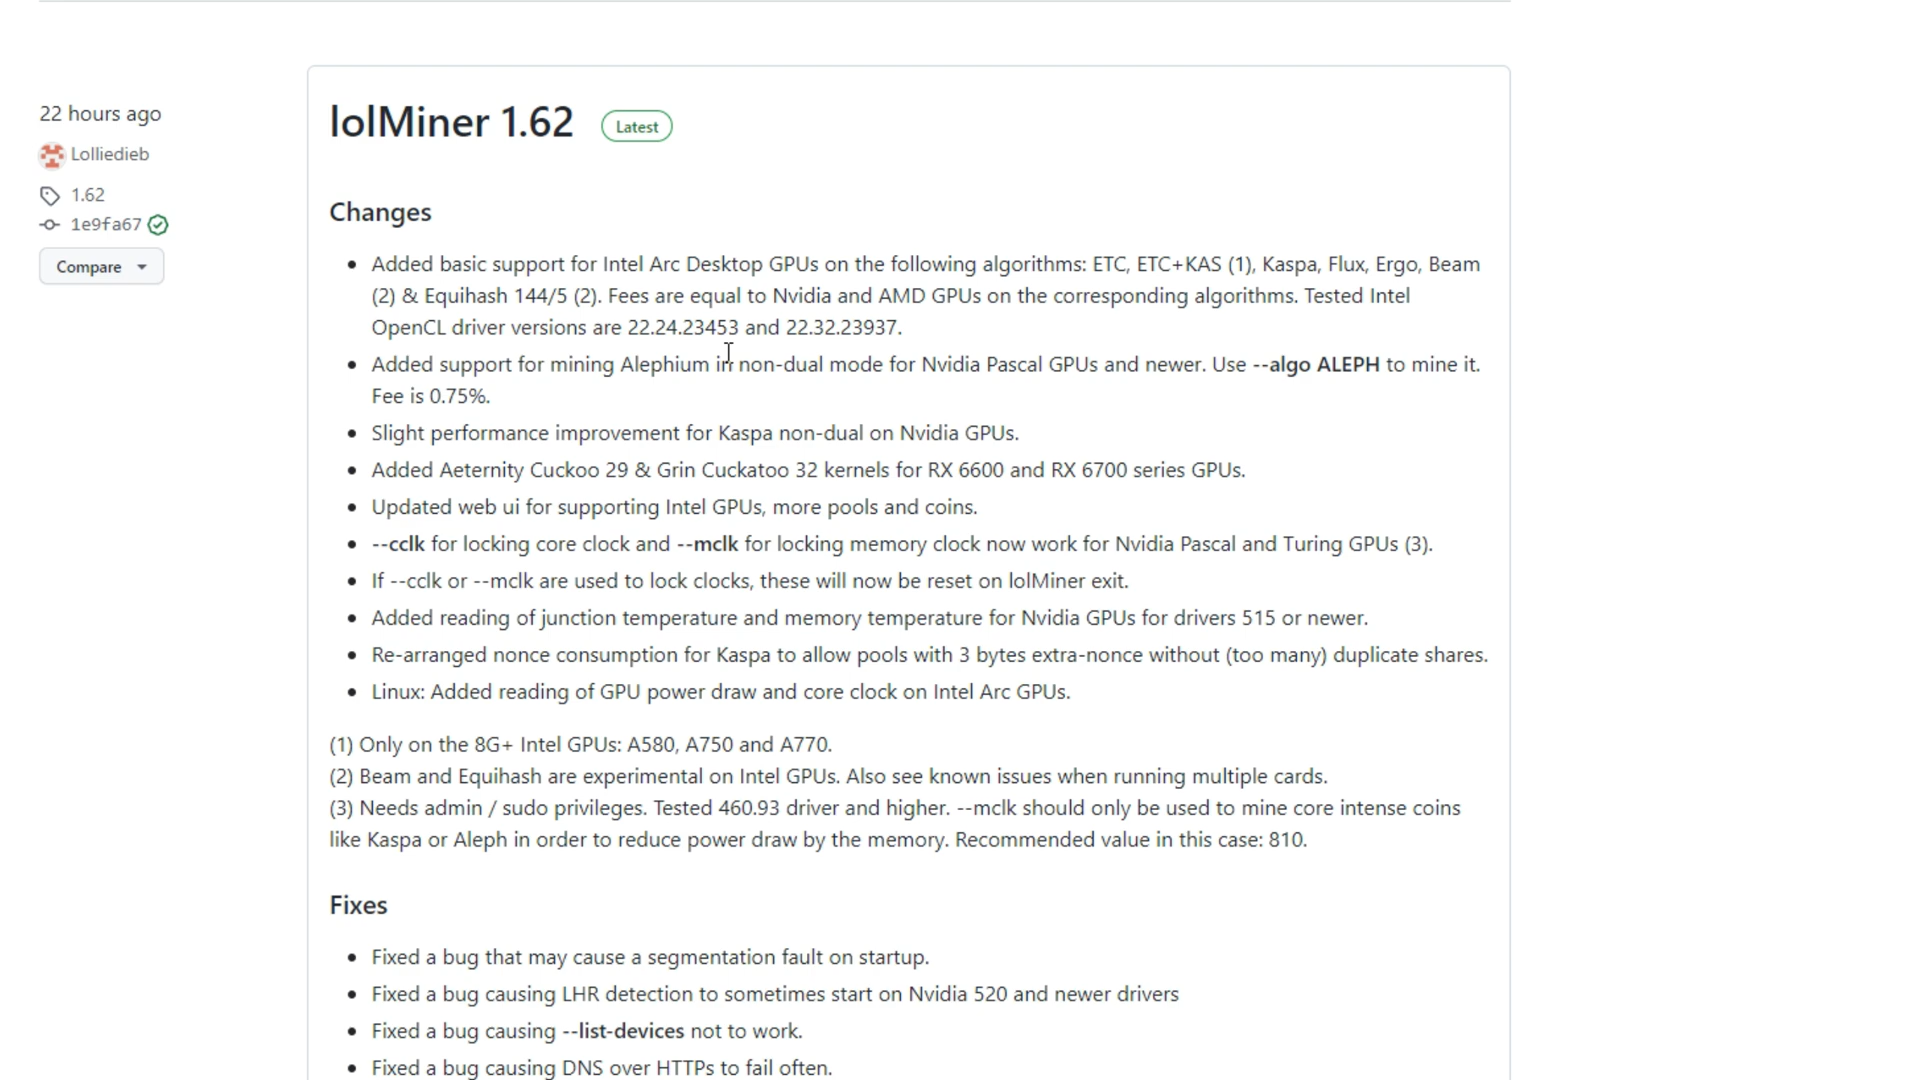 22 hours ago
Lolliedieb
1.62
1e9fa67
Compare
lolMiner 1.62 Latest
Changes
Added basic support for Intel Arc Desktop GPUs on the following algorithms: ETC, ETC+KAS (1), Kaspa, Flux, Ergo, Beam
(2) & Equihash 144/5 (2). Fees are equal to Nvidia and AMD GPUs on the corresponding algorithms. Tested Intel
OpenCL driver versions are 22.24.23453 and 22.32.23937.
Added support for mining Alephium in non-dual mode for Nvidia Pascal GPUs and newer. Use --algo ALEPH to mine it.
Fee is 0.75%.
Slight performance improvement for Kaspa non-dual on Nvidia GPUs.
Added Aeternity Cuckoo 29 & Grin Cuckatoo 32 kernels for RX 6600 and RX 6700 series GPUs.
Updated web ui for supporting Intel GPUs, more pools and coins.
--cclk for locking core clock and --mclk for locking memory clock now work for Nvidia Pascal and Turing GPUs (3).
If --cclk or --mclk are used to lock clocks, these will now be reset on lolMiner exit.
Added reading of junction temperature and memory temperature for Nvidia GPUs for drivers 515 or newer.
Re-arranged nonce consumption for Kaspa to allow pools with 3 bytes extra-nonce without (too many) duplicate shares.
Linux: Added reading of GPU power draw and core clock on Intel Arc GPUs.
(1) Only on the 8G+ Intel GPUs: A580, A750 and A770.
(2) Beam and Equihash are experimental on Intel GPUs. Also see known issues when running multiple cards.
(3) Needs admin / sudo privileges. Tested 460.93 driver and higher. --mclk should only be used to mine core intense coins
like Kaspa or Aleph in order to reduce power draw by the memory. Recommended value in this case: 810.
Fixes
Fixed a bug that may cause a segmentation fault on startup.
Fixed a bug causing LHR detection to sometimes start on Nvidia 520 and newer drivers
Fixed a bug causing --list-devices not to work.
Fixed a bug causing DNS over HTTPs to fail often.